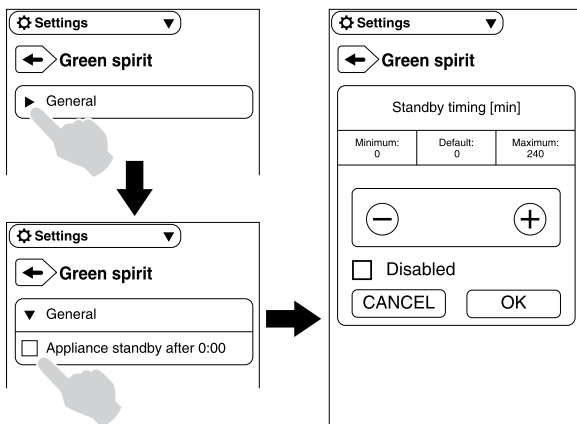 Settings
Green spirit
General
Settings
Green spirit
General
Appliance standby after 0:00
Settings
Green spirit
Standby timing [min]
Minimum: Default: Maximum:
0 0 240
Disabled
CANCEL OK